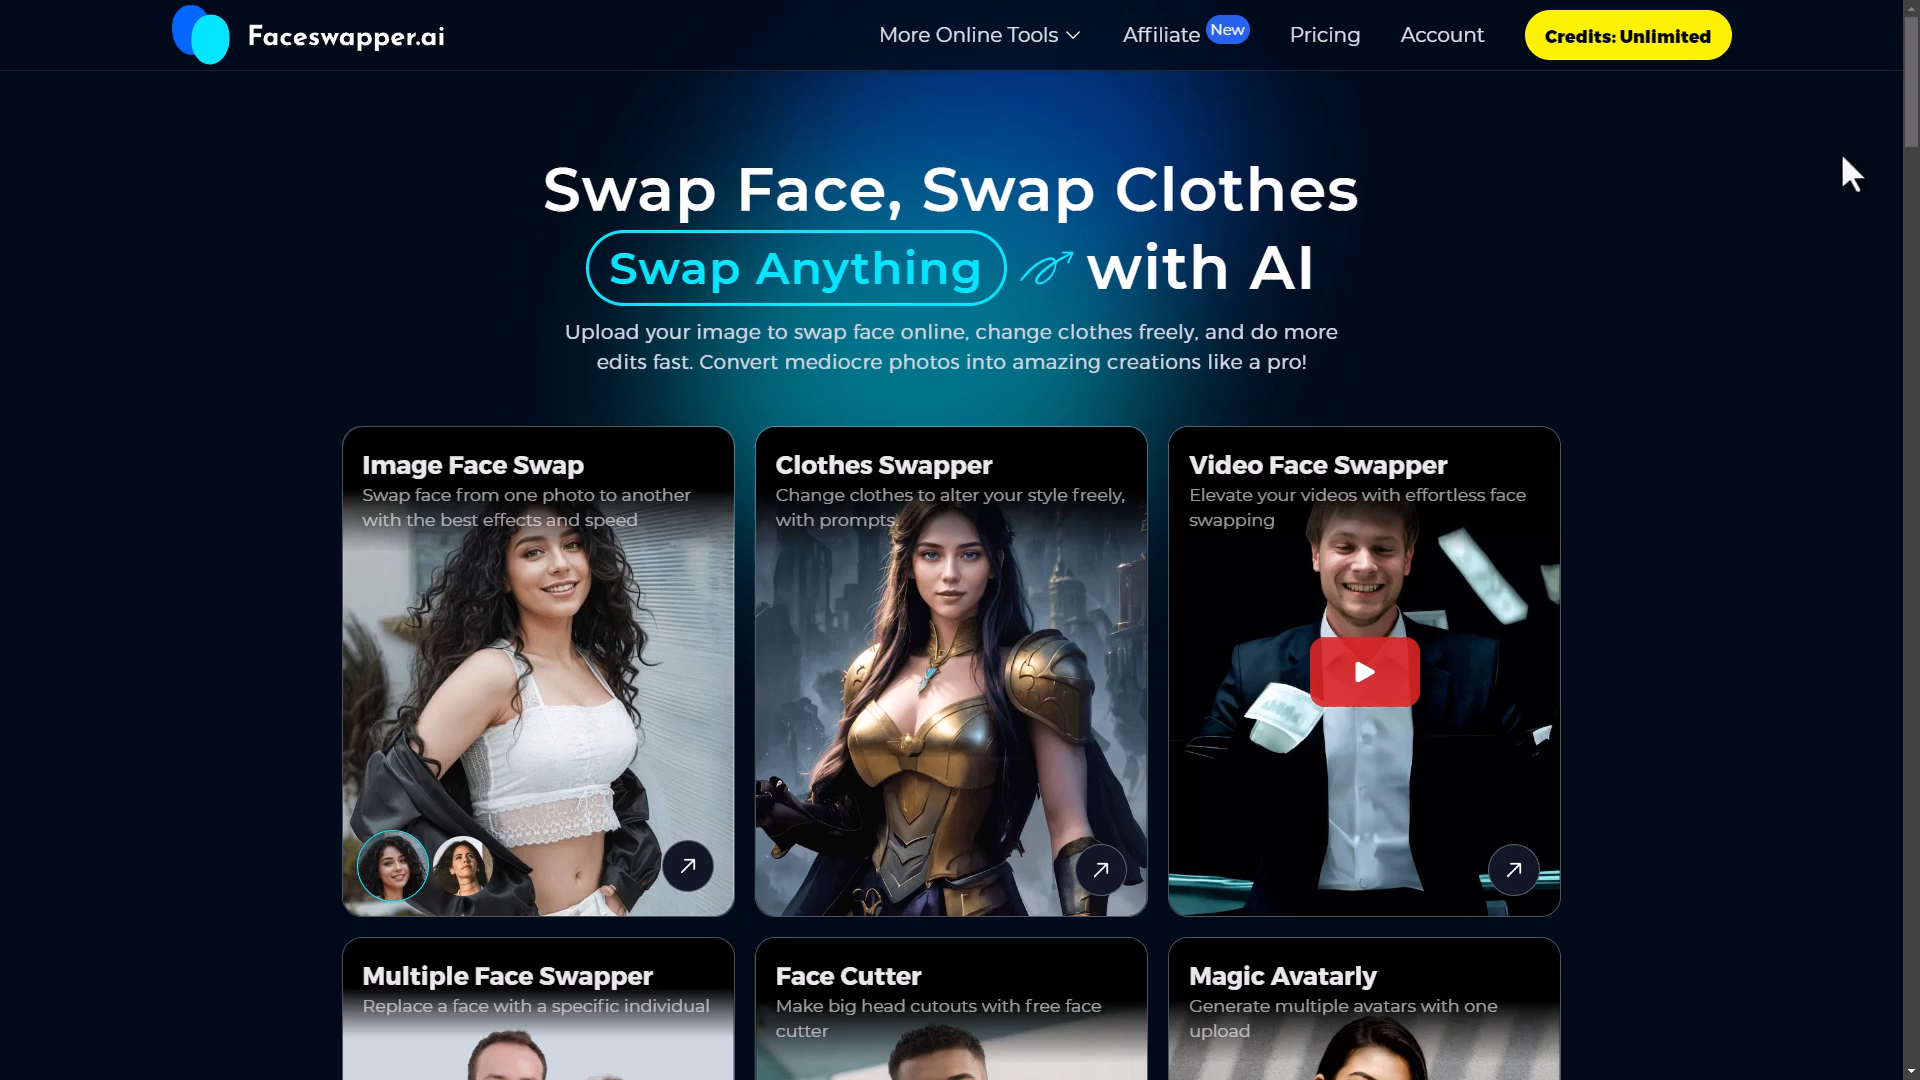 Faceswapper.ai
More Online Tools
Affiliate
New
Pricing
Account
Credits: Unlimited
Swap Face, Swap Clothes
Swap Anything with AI
Upload your image to swap face online, change clothes freely, and do more
edits fast. Convert mediocre photos into amazing creations like a pro!
Image Face Swap
Swap face from one photo to another
with the best effects and speed
Clothes Swapper
Change clothes to alter your style freely,
with prompts.
Video Face Swapper
Elevate your videos with effortless face
swapping
Multiple Face Swapper
Replace a face with a specific individual
Face Cutter
Make big head cutouts with free face
cutter
Magic Avatarly
Generate multiple avatars with one
upload